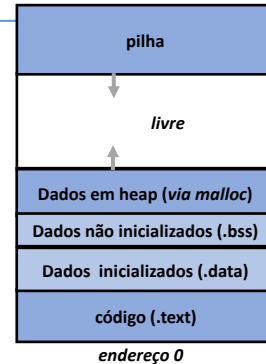 pilha
livre
Dados em heap (via malloc)
Dados não inicializados (.bss)
Dados inicializados (.data)
código (.text)
endereço 0